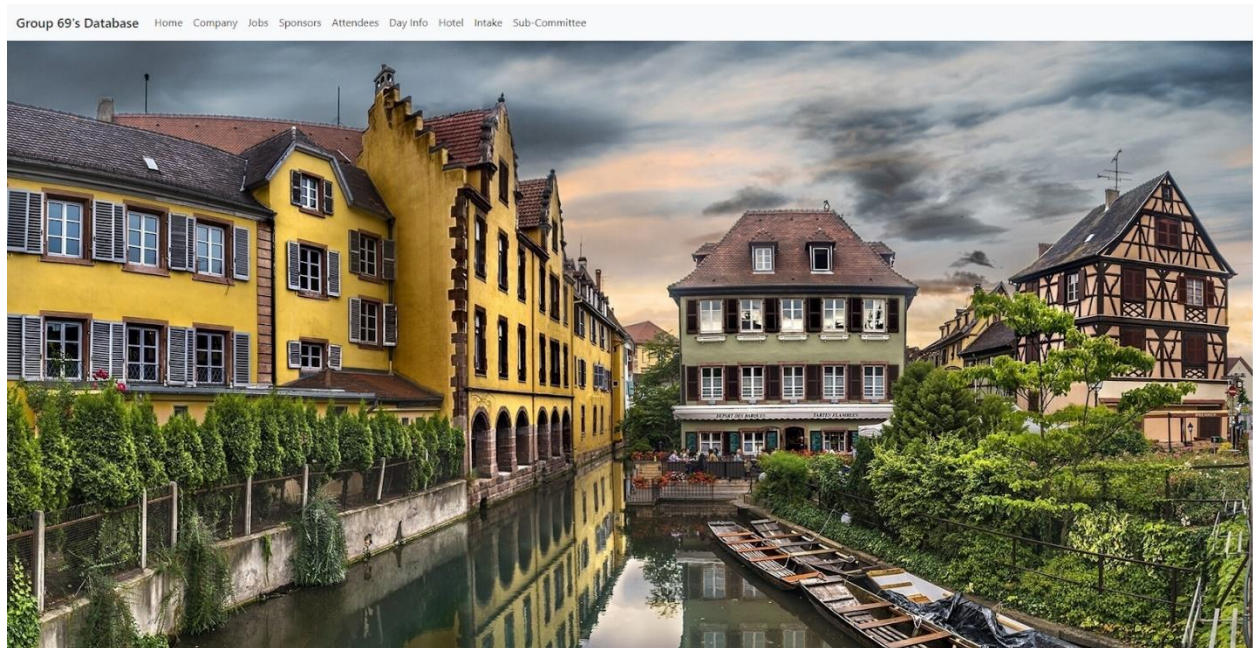 Group 69's Database Home Company Jobs Sponsors Attendees Day Info Hotel Intake Sub-Committee
DEPART DES BARQUES TARTES FLAMBEES